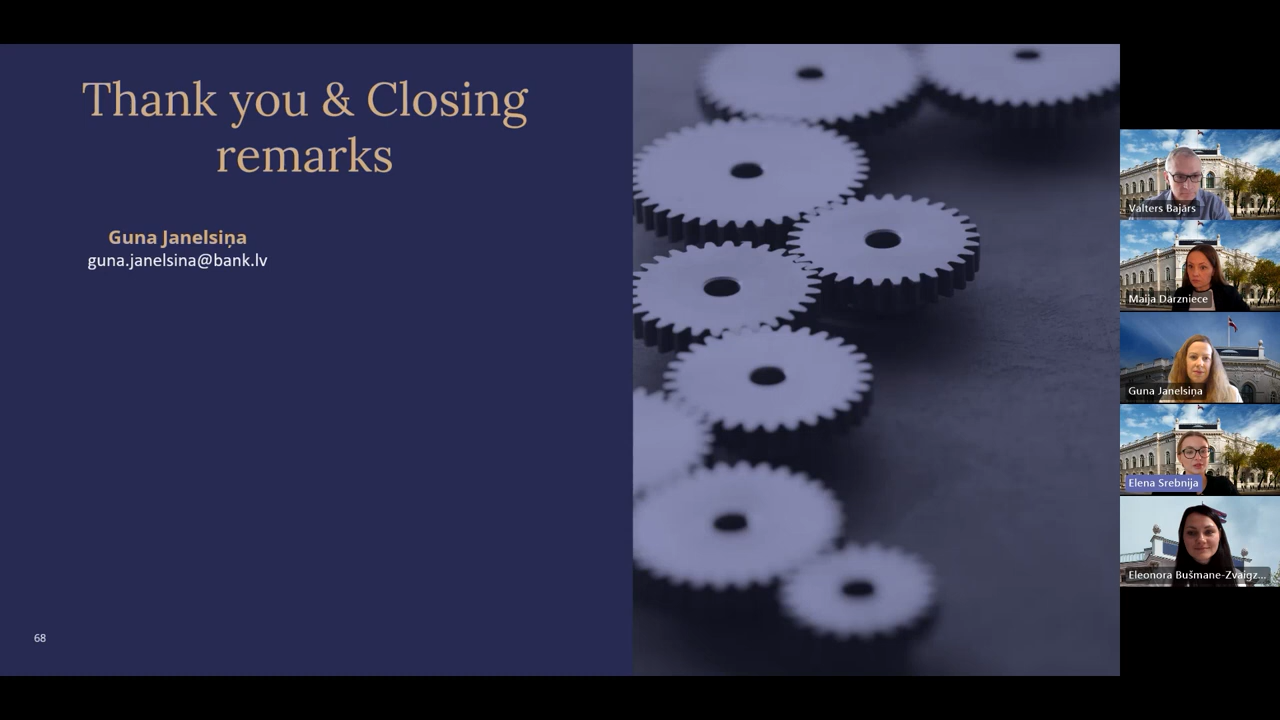 Thank you & Closing
remarks
Guna Janelsiņa
guna.janelsina@bank.lv
68
Valters Bajārs
Maija Dārzniece
Guna Janelsiņa
Elena Srebnija
Eleonora Bušmane-Zvaigz...